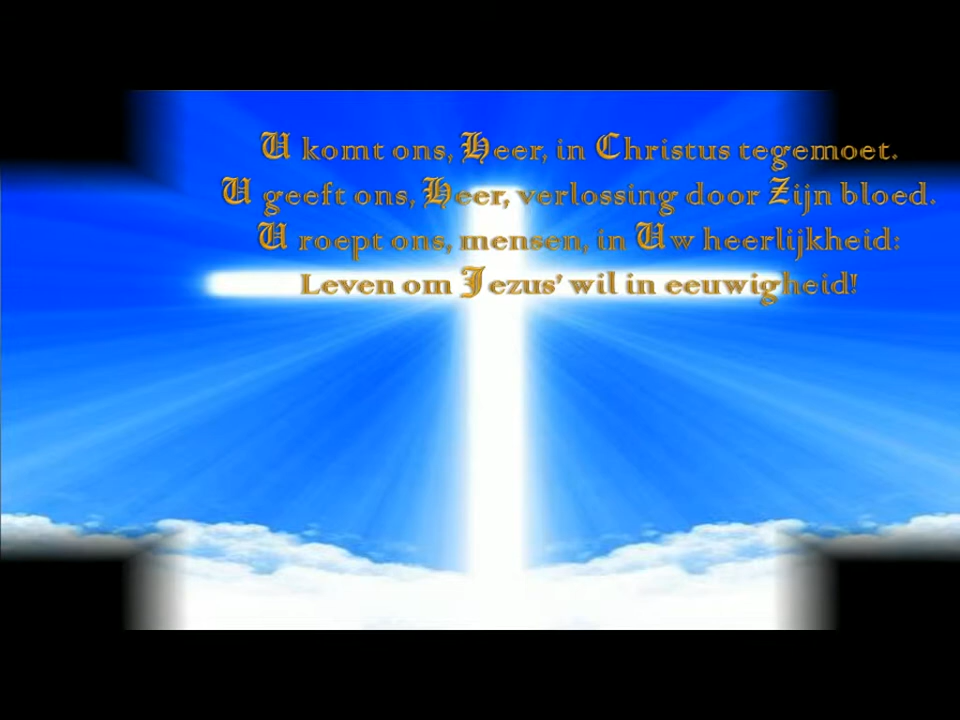 U komt ons, Heer, in Christus tegemoet.
U geeft ons, Heer, verlossing door Zijn bloed.
U roept ons, mensen, in Uw heerlijkheid:
Leven om Jezus' wil in eeuwigheid!